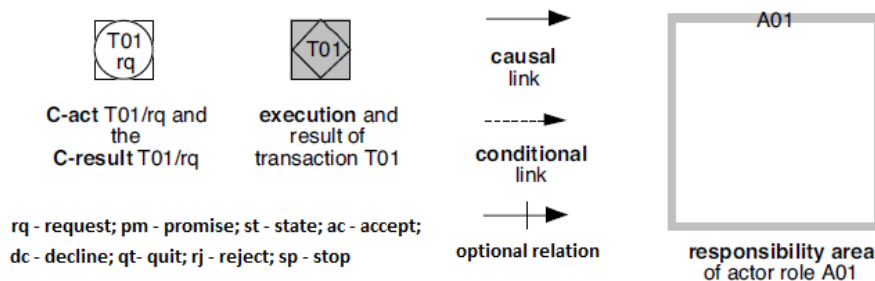 T01
rq
C-act T01/rq and
the
C-result T01/rq
T01
execution and
result of
transaction T01
causal
link
conditional
link
optional relation
A01
responsibility area
of actor role A01
rq - request; pm - promise; st - state; ac - accept;
dc - decline; qt- quit; rj - reject; sp - stop